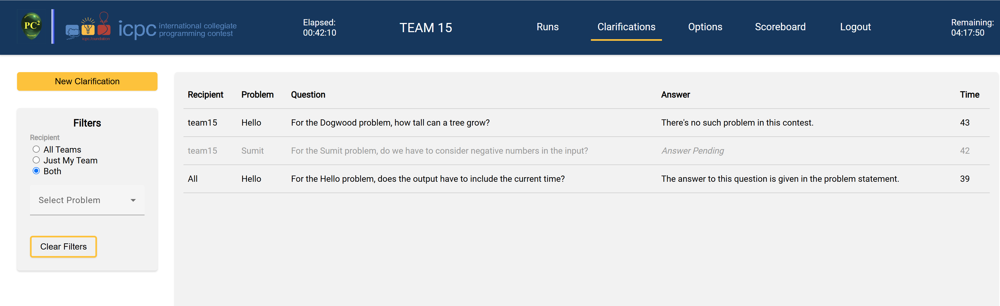 PC2
icpc.foundation
icpc international collegiate
programming contest
Elapsed:
00:42:10
TEAM 15
Runs Clarifications Options Scoreboard Logout
Remaining:
04:17:50
New Clarification
Filters
Recipient
All Teams
Just My Team
Both
Select Problem
Clear Filters
Recipient Problem Question Answer Time
team15 Hello For the Dogwood problem, how tall can a tree grow? There's no such problem in this contest. 43
team15 Sumit For the Sumit problem, do we have to consider negative numbers in the input? Answer Pending 42
All Hello For the Hello problem, does the output have to include the current time? The answer to this question is given in the problem statement. 39